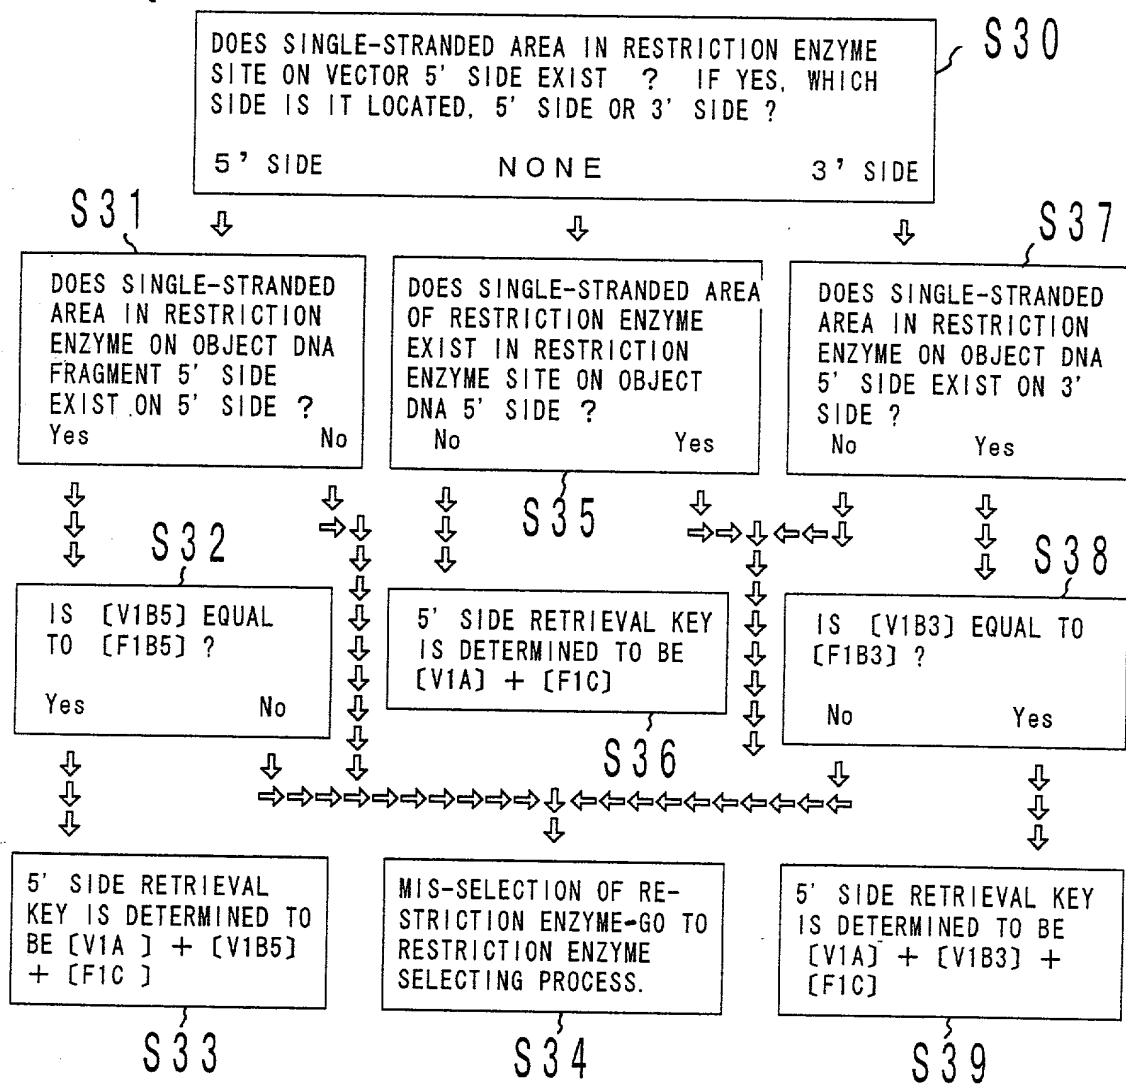 S30
DOES SINGLE-STRANDED AREA IN RESTRICTION ENZYME
SITE ON VECTOR 5' SIDE EXIST ? IF YES, WHICH
SIDE IS IT LOCATED, 5' SIDE OR 3' SIDE ?
5' SIDE NONE 3' SIDE
S31
DOES SINGLE-STRANDED
AREA IN RESTRICTION
ENZYME ON OBJECT DNA
FRAGMENT 5' SIDE
EXIST ON 5' SIDE ?
Yes No
DOES SINGLE-STRANDED AREA
OF RESTRICTION ENZYME
EXIST IN RESTRICTION
ENZYME SITE ON OBJECT
DNA 5' SIDE ?
No Yes
S35
S37
DOES SINGLE-STRANDED
AREA IN RESTRICTION
ENZYME ON OBJECT DNA
5' SIDE EXIST ON 3'
SIDE ?
No Yes
S32
IS [V1B5] EQUAL
TO [F1B5] ?
Yes No
5' SIDE RETRIEVAL KEY
IS DETERMINED TO BE
[V1A] + [F1C]
S36
S38
IS [V1B3] EQUAL TO
[F1B3] ?
No Yes
5' SIDE RETRIEVAL
KEY IS DETERMINED TO
BE [V1A ] + [V1B5]
+ [F1C ]
S33
MIS-SELECTION OF RE-
STRICTION ENZYME-GO TO
RESTRICTION ENZYME
SELECTING PROCESS.
S34
5' SIDE RETRIEVAL KEY
IS DETERMINED TO BE
[V1A] + [V1B3] +
[F1C]
S39